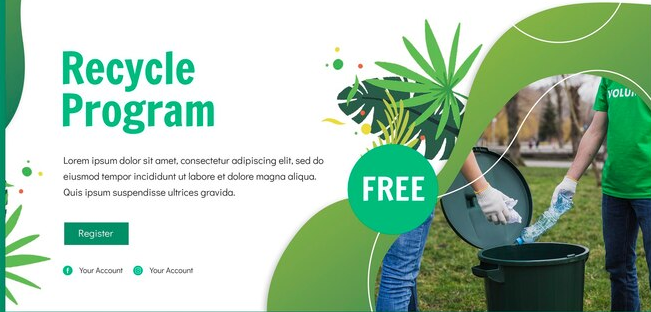 Recycle
Program
Lorem ipsum dolor sit amet, consectetur adipiscing elit, sed do
eiusmod tempor incididunt ut labore et dolore magna aliqua.
Quis ipsum suspendisse ultrices gravida.
Register
Your Account
Your Account
FREE